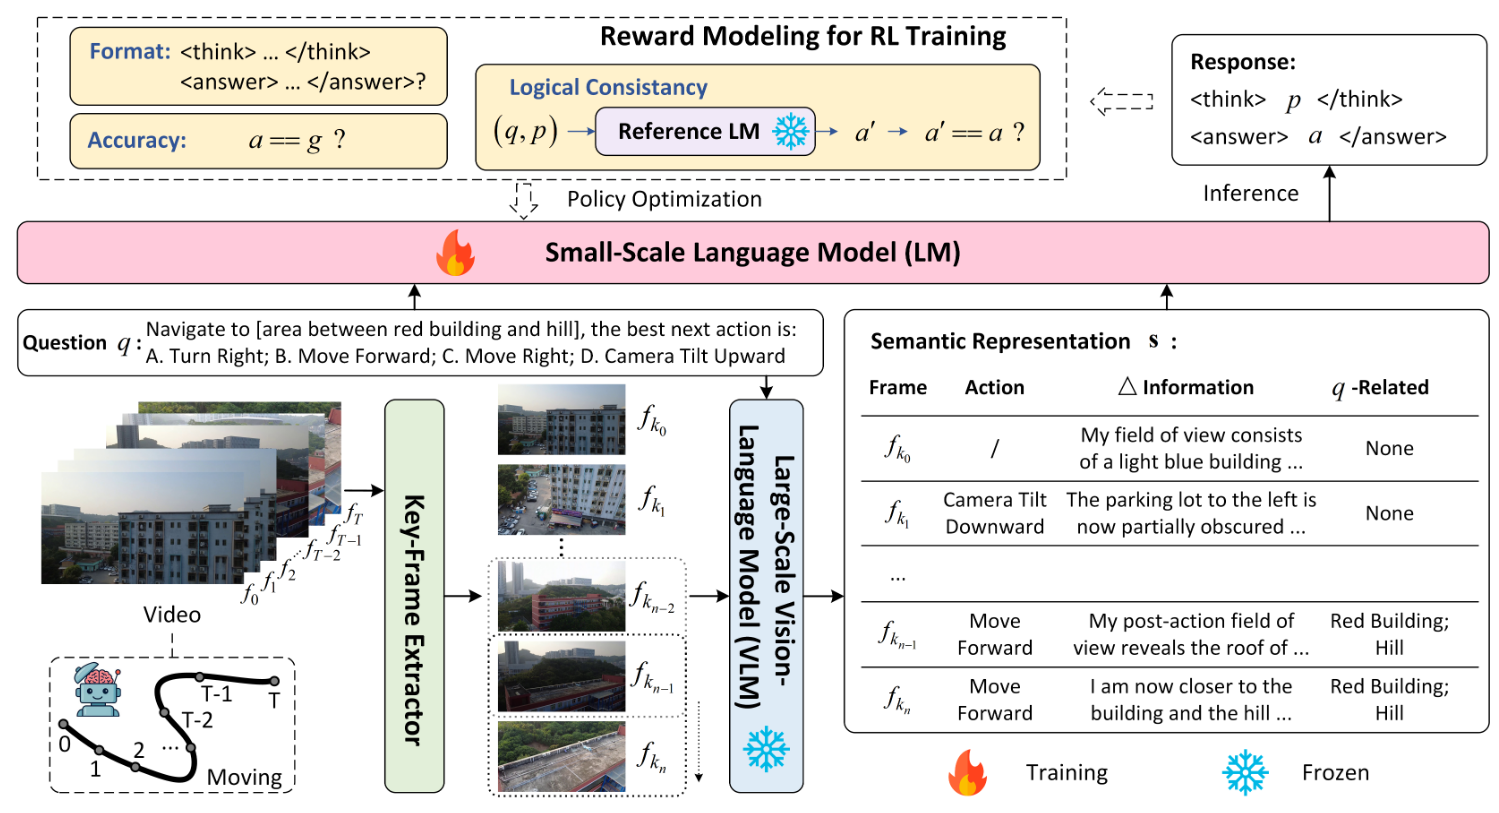 Reward Modeling for RL Training
Format: <think> ... </think>
<answer> ... </answer>?
Accuracy: a == g ?
Logical Consistancy
(q, p) → Reference LM → a′ → a′ == a ?
Response:
<think> p </think>
<answer> a </answer>
Policy Optimization
Inference
Small-Scale Language Model (LM)
Question q : Navigate to [area between red building and hill], the best next action is:
A. Turn Right; B. Move Forward; C. Move Right; D. Camera Tilt Upward
f_0 f_1 f_2 ... f_{T-2} f_{T-1} f_T
Video
0 1 2 ... T-2 T-1 T
Moving
Key-Frame Extractor
f_{k_0}
f_{k_1}
f_{k_{n-2}}
f_{k_{n-1}}
f_{k_n}
Large-Scale Vision-
Language Model (VLM)
Semantic Representation s :
Frame Action △ Information q -Related
f_{k_0} / My field of view consists None
of a light blue building ...
f_{k_1} Camera Tilt The parking lot to the left is None
Downward now partially obscured ...
...
f_{k_{n-1}} Move My post-action field of Red Building;
Forward view reveals the roof of ... Hill
f_{k_n} Move I am now closer to the Red Building;
Forward building and the hill ... Hill
Training Frozen